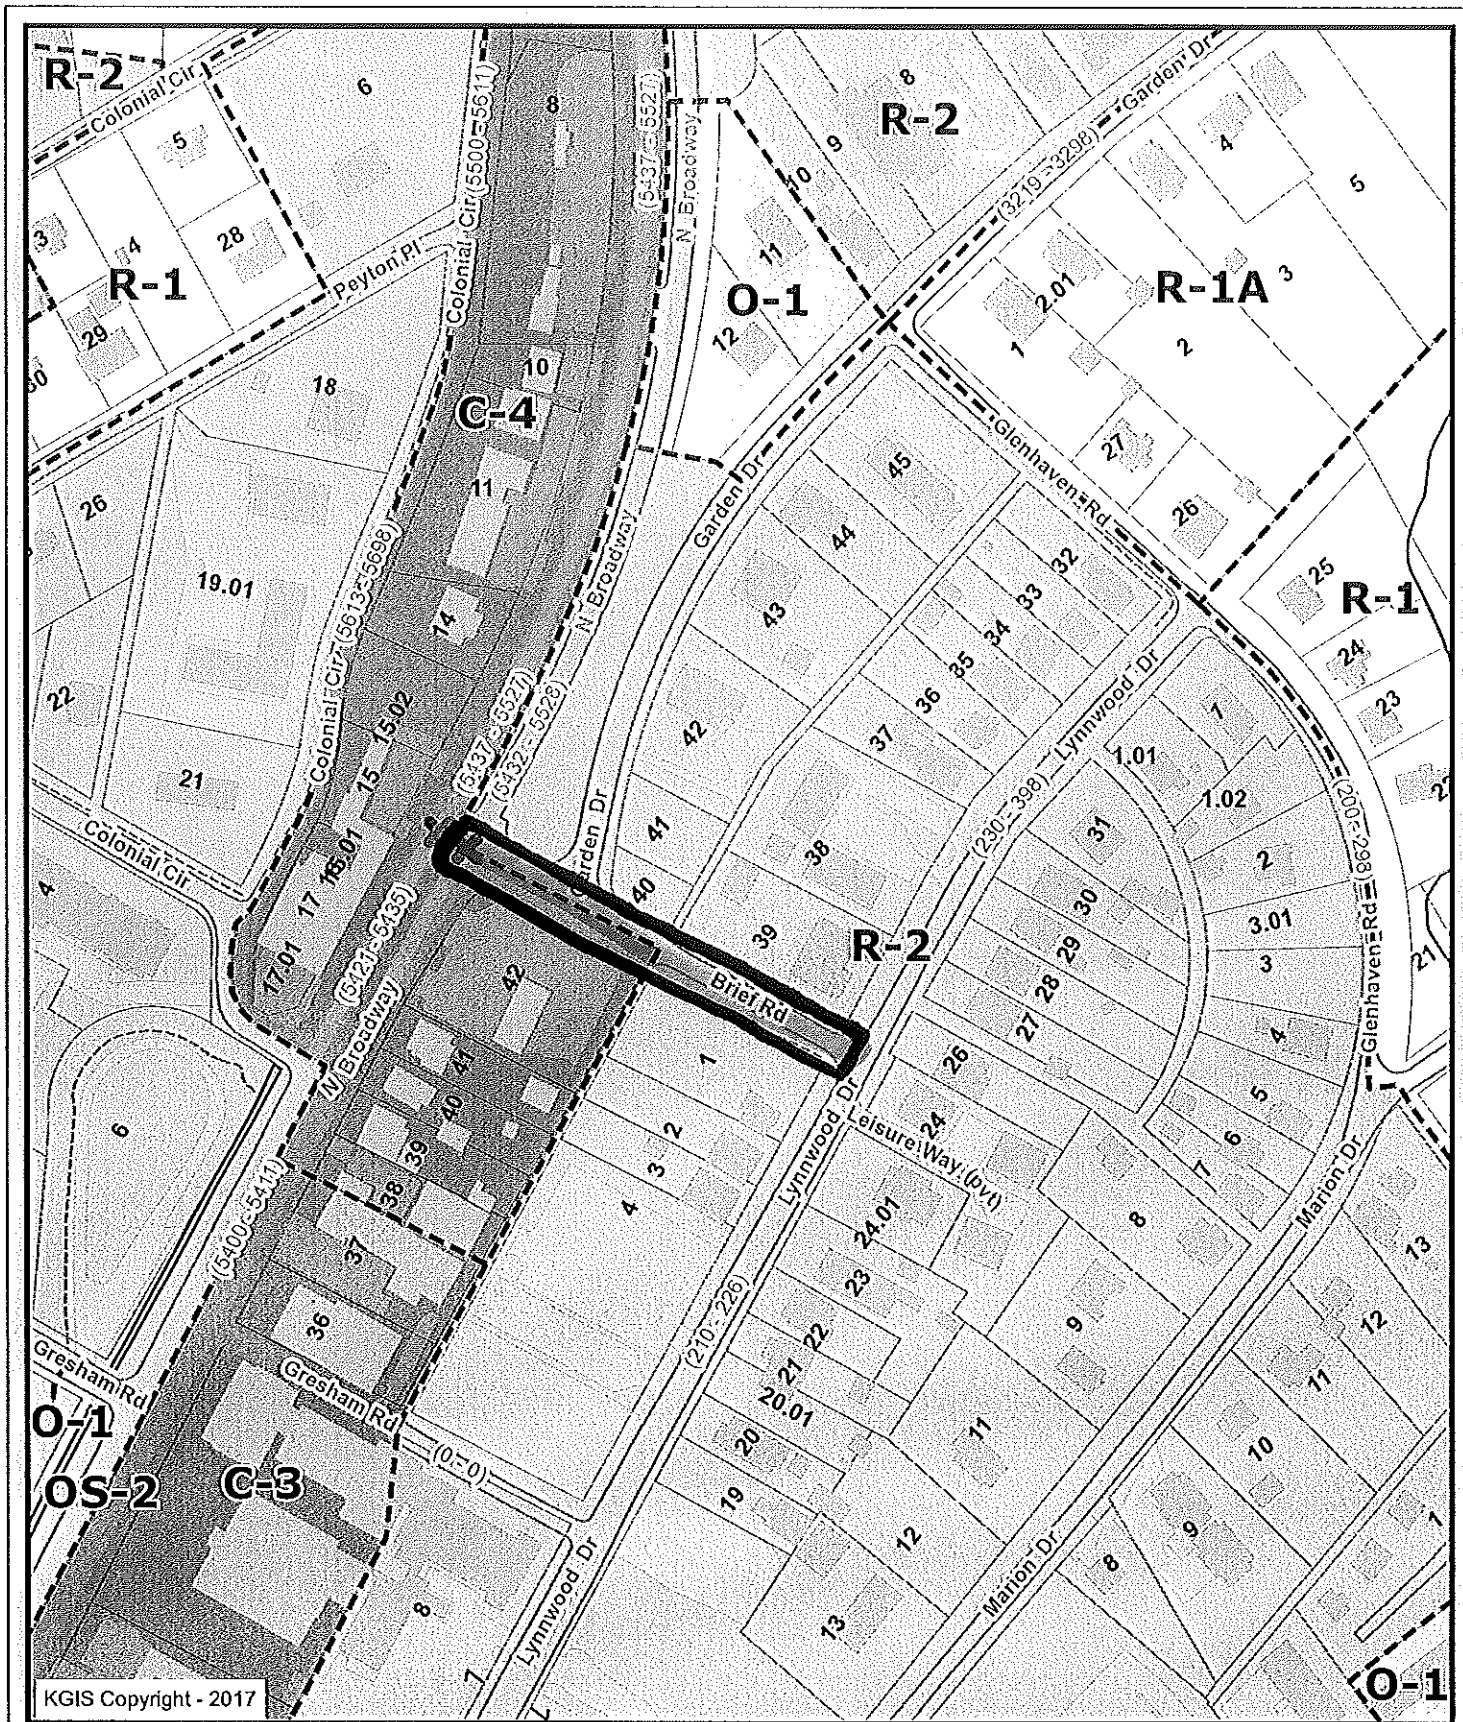 R-2
Colonial Cir
6
8
(5437 - 5527)
8
R-2
Garden Dr
5
Colonial Cir (5500 - 5611)
N Broadway
9
10
(3219 - 3298)
4
5
3
4
28
R-1
Peyton Pl
11
O-1
12
2.01
R-1A
3
29
30
1
2
18
10
C-4
11
Garden Dr
45
Glenhaven Rd
27
26
26
44
32
33
25
R-1
19.01
Colonial Cir (5613 - 5698)
14
N Broadway
43
34
35
36
37
Lynnwood Dr
24
23
22
15.02
(5437 - 5527)
(5432 - 5528)
42
1
1.01
1.02
21
15
Colonial Cir
Garden Dr
41
38
(230 - 398)
31
2
(200 - 298)
4
17
17.01
(5421 - 5435)
40
39
R-2
30
3.01
3
Glenhaven Rd
21
42
Brief Rd
29
28
27
4
N Broadway
41
40
1
26
5
6
39
38
2
3
4
Lynnwood Dr
24
Leisure Way (pvt)
6
7
Marion Dr
(5400 - 5411)
37
24.01
8
13
36
23
(210 - 226)
22
9
12
Gresham Rd
Gresham Rd
21
20.01
11
11
O-1
(0 - 0)
20
10
OS-2
C-3
19
12
9
1
8
Lynnwood Dr
13
Marion Dr
8
O-1
KGIS Copyright - 2017